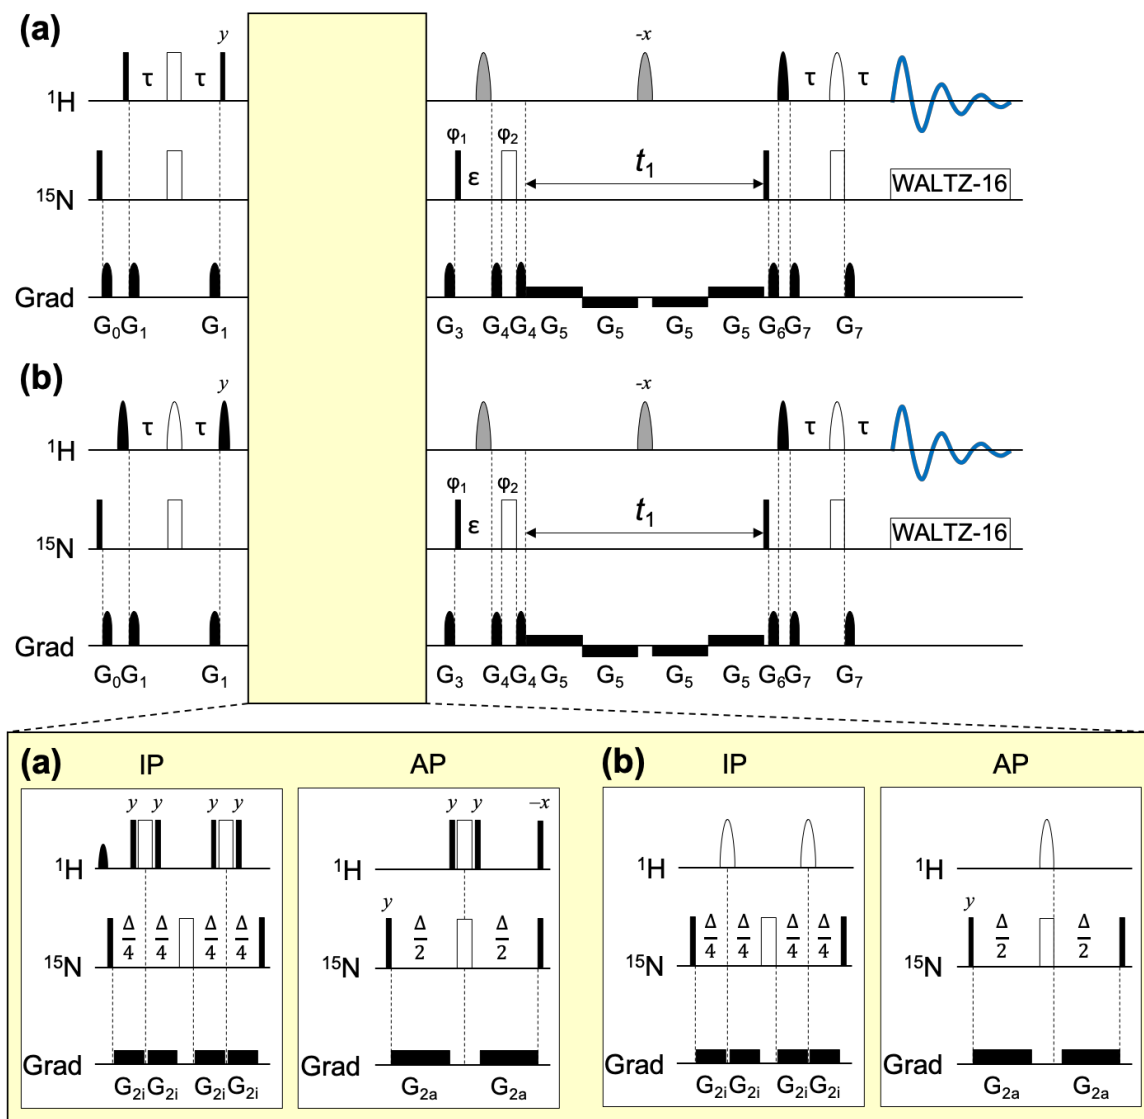 (a)
y
-x
τ τ τ τ
¹H
φ₁ φ₂
ε
t₁
¹⁵N
WALTZ-16
Grad
G₀G₁ G₁ G₃ G₄G₄ G₅ G₅ G₅ G₅ G₆G₇ G₇
(b)
y
-x
τ τ τ τ
¹H
φ₁ φ₂
ε
t₁
¹⁵N
WALTZ-16
Grad
G₀G₁ G₁ G₃ G₄G₄ G₅ G₅ G₅ G₅ G₆G₇ G₇
(a)
IP
y y y y
¹H
Δ/4 Δ/4 Δ/4 Δ/4
¹⁵N
Grad
G₂ᵢG₂ᵢ G₂ᵢG₂ᵢ
AP
y y −x
¹H
y
Δ/2 Δ/2
¹⁵N
Grad
G₂ₐ G₂ₐ
(b)
IP
¹H
Δ/4 Δ/4 Δ/4 Δ/4
¹⁵N
Grad
G₂ᵢG₂ᵢ G₂ᵢG₂ᵢ
AP
¹H
y
Δ/2 Δ/2
¹⁵N
Grad
G₂ₐ G₂ₐ